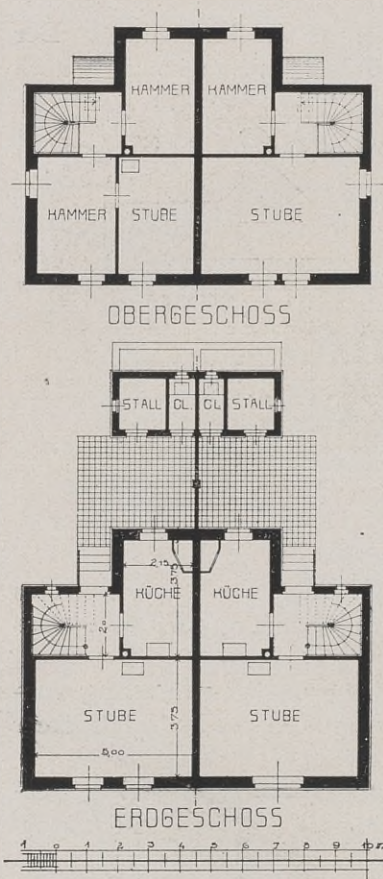 KAMMER KAMMER
KAMMER STUBE STUBE
OBERGESCHOSS
STALL CL. CL STALL
2,15
3,75
KÜCHE KÜCHE
2,0
STUBE STUBE
3,75
5,00
ERDGESCHOSS
1 0 1 2 3 4 5 6 7 8 9 10 m